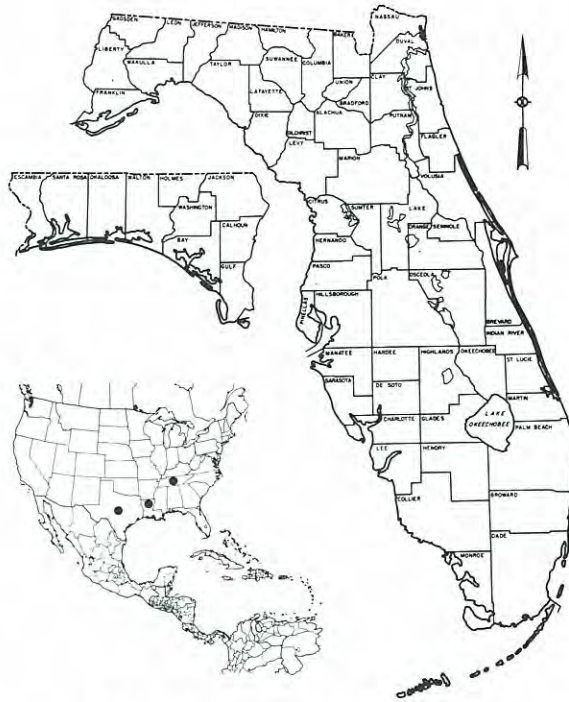 NASSAU
GADSDEN
LEON
JEFFERSON
MADISON
HAMILTON
BAKER
DUVAL
LIBERTY
WAKULLA
TAYLOR
SUWANNEE
COLUMBIA
UNION
CLAY
ST JOHNS
FRANKLIN
LAFAYETTE
BRADFORD
PUTNAM
DIXIE
GILCHRIST
ALACHUA
FLAGLER
LEVY
MARION
VOLUSIA
ESCAMBIA
SANTA ROSA
OKALOOSA
WALTON
HOLMES
JACKSON
WASHINGTON
BAY
CALHOUN
GULF
CITRUS
SUMTER
LAKE
HERNANDO
ORANGE
SEMINOLE
PASCO
POLK
OSCEOLA
PINELLAS
HILLSBOROUGH
BREVARD
INDIAN RIVER
MANATEE
HARDEE
HIGHLANDS
OKEECHOBEE
ST LUCIE
SARASOTA
DE SOTO
MARTIN
CHARLOTTE
GLADES
LAKE
OKEECHOBEE
PALM BEACH
LEE
HENDRY
COLLIER
BROWARD
DADE
MONROE